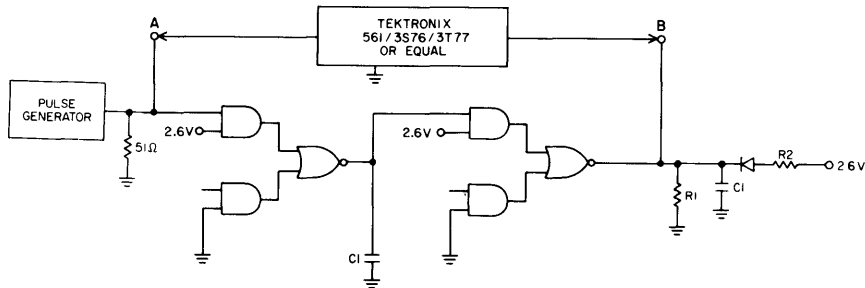 A
TEKTRONIX
561/3S76/3T77
OR EQUAL
B
PULSE
GENERATOR
51Ω
2.6V
2.6V
C1
R1
C1
R2
2.6V